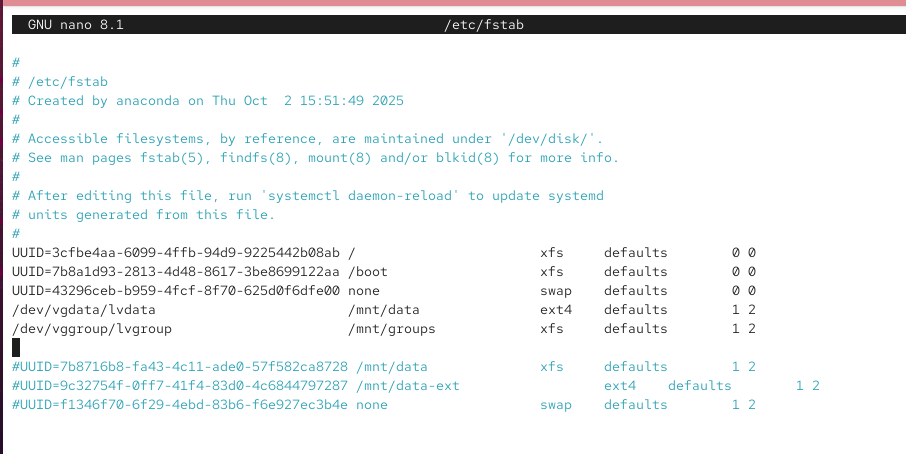 GNU nano 8.1 /etc/fstab
#
# /etc/fstab
# Created by anaconda on Thu Oct  2 15:51:49 2025
#
# Accessible filesystems, by reference, are maintained under '/dev/disk/'.
# See man pages fstab(5), findfs(8), mount(8) and/or blkid(8) for more info.
#
# After editing this file, run 'systemctl daemon-reload' to update systemd
# units generated from this file.
#
UUID=3cfbe4aa-6099-4ffb-94d9-9225442b08ab /                       xfs     defaults        0 0
UUID=7b8a1d93-2813-4d48-8617-3be8699122aa /boot                   xfs     defaults        0 0
UUID=43296ceb-b959-4fcf-8f70-625d0f6dfe00 none                    swap    defaults        0 0
/dev/vgdata/lvdata                        /mnt/data               ext4    defaults        1 2
/dev/vggroup/lvgroup                      /mnt/groups             xfs     defaults        1 2
#UUID=7b8716b8-fa43-4c11-ade0-57f582ca8728 /mnt/data              xfs     defaults        1 2
#UUID=9c32754f-0ff7-41f4-83d0-4c6844797287 /mnt/data-ext                  ext4    defaults        1 2
#UUID=f1346f70-6f29-4ebd-83b6-f6e927ec3b4e none                   swap    defaults        1 2